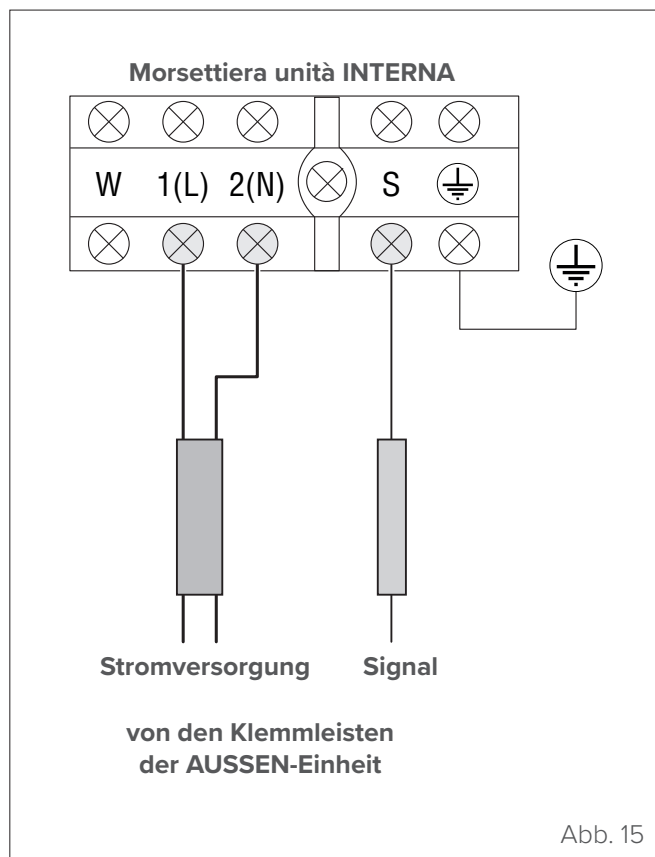 Morsettiera unità INTERNA
W 1(L) 2(N) S
Stromversorgung Signal
von den Klemmleisten
der AUSSEN-Einheit
Abb. 15